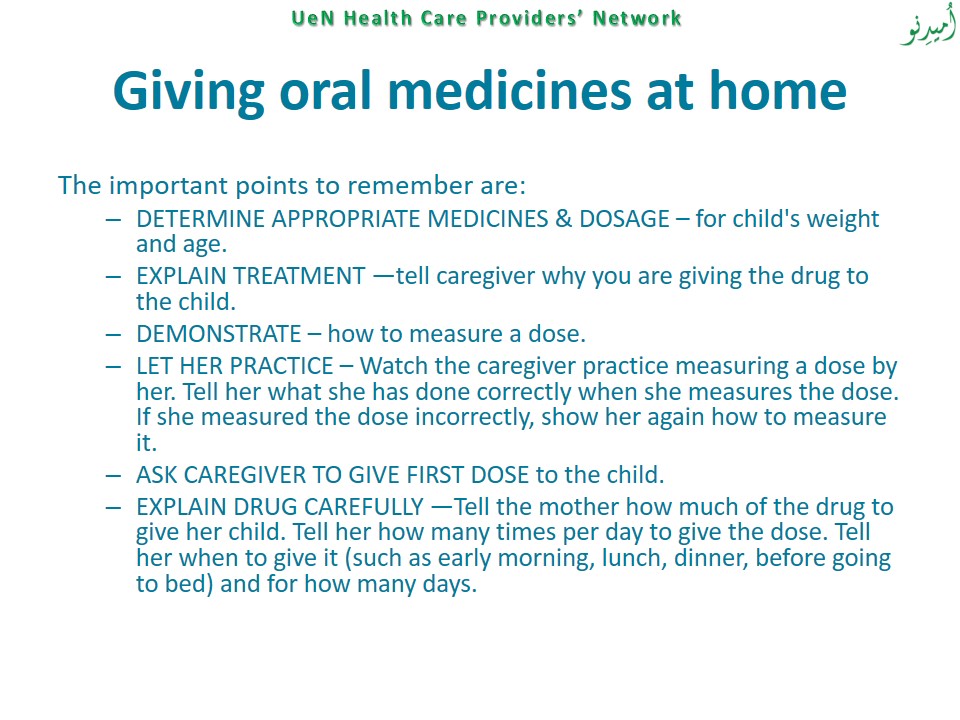 UeN Health Care Providers’ Network
اُمیدِنو
Giving oral medicines at home
The important points to remember are:
– DETERMINE APPROPRIATE MEDICINES & DOSAGE – for child's weight
and age.
– EXPLAIN TREATMENT —tell caregiver why you are giving the drug to
the child.
– DEMONSTRATE – how to measure a dose.
– LET HER PRACTICE – Watch the caregiver practice measuring a dose by
her. Tell her what she has done correctly when she measures the dose.
If she measured the dose incorrectly, show her again how to measure
it.
– ASK CAREGIVER TO GIVE FIRST DOSE to the child.
– EXPLAIN DRUG CAREFULLY —Tell the mother how much of the drug to
give her child. Tell her how many times per day to give the dose. Tell
her when to give it (such as early morning, lunch, dinner, before going
to bed) and for how many days.